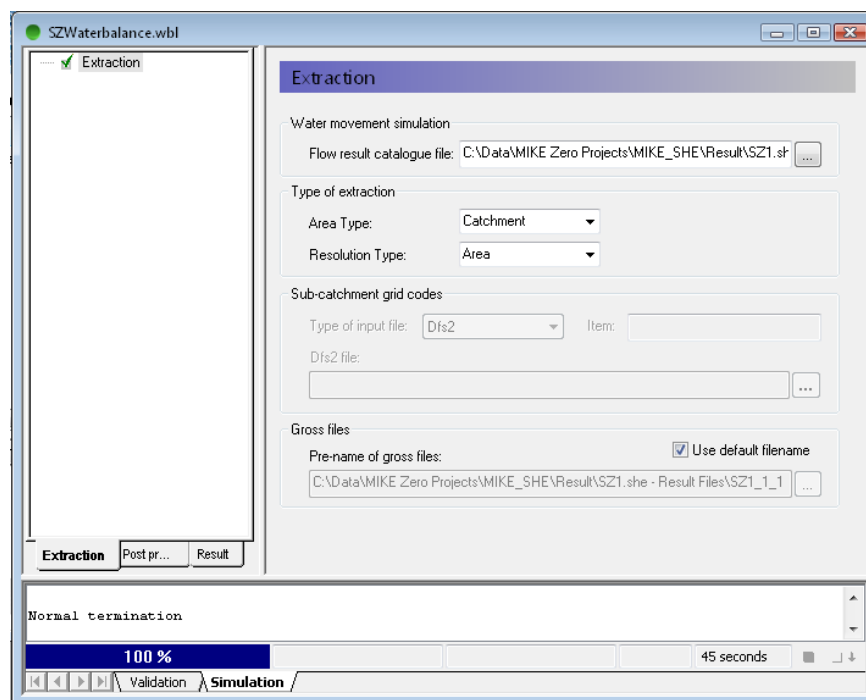 SZWaterbalance.wbl
Extraction
Extraction
Water movement simulation
Flow result catalogue file: C:\Data\MIKE Zero Projects\MIKE_SHE\Result\SZ1.sh ...
Type of extraction
Area Type: Catchment
Resolution Type: Area
Sub-catchment grid codes
Type of input file: Dfs2 Item:
Dfs2 file:
...
Gross files
Use default filename
Pre-name of gross files:
C:\Data\MIKE Zero Projects\MIKE_SHE\Result\SZ1.she - Result Files\SZ1_1_1 ...
Extraction Post pr... Result
Normal termination
100 % 45 seconds
Validation Simulation